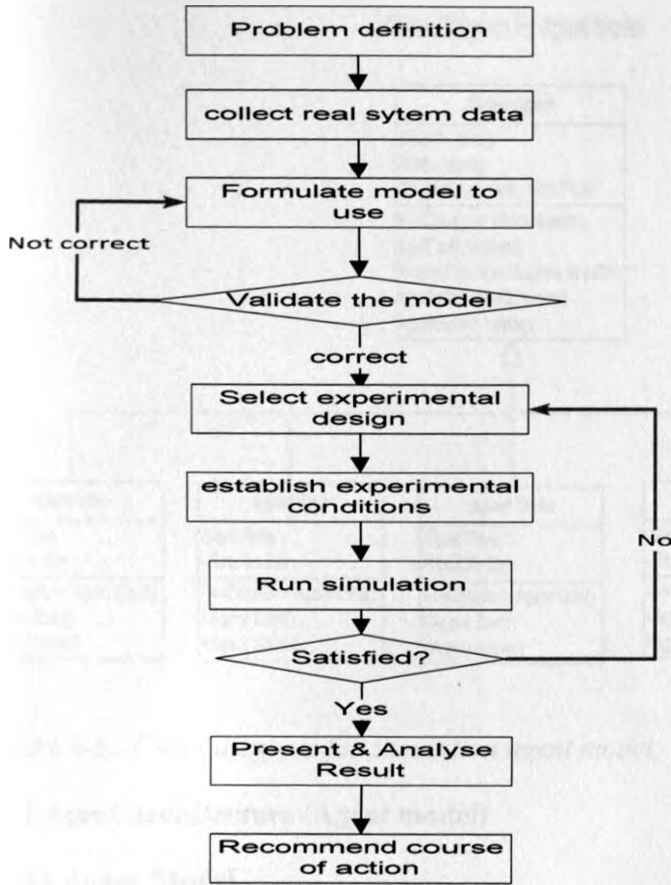 Problem definition
collect real sytem data
Formulate model to
use
Not correct
Validate the model
correct
Select experimental
design
establish experimental
conditions
No
Run simulation
Satisfied?
Yes
Present & Analyse
Result
Recommend course
of action